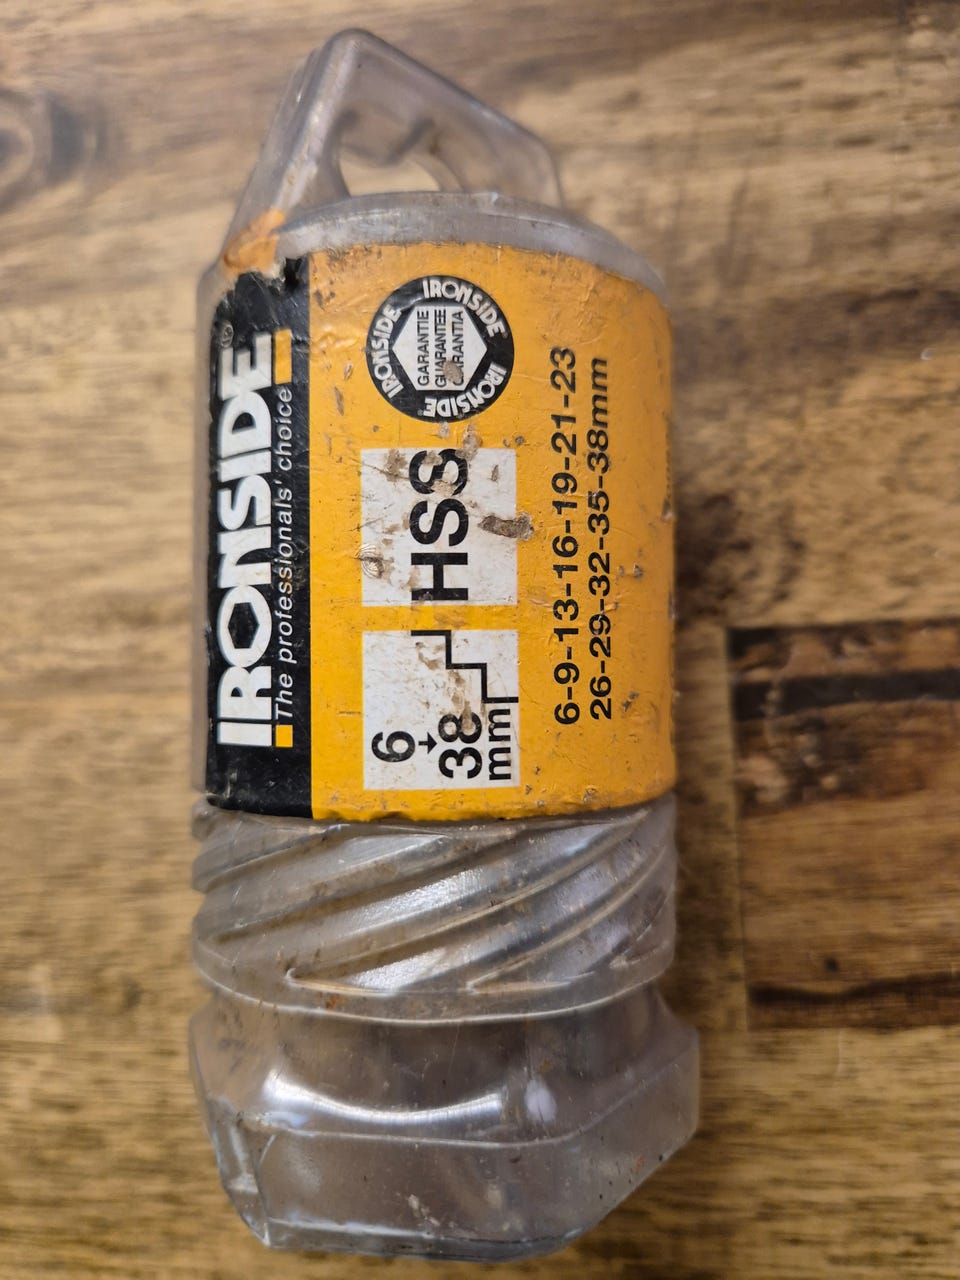 IRONSIDE®
The professionals' choice
IRONSIDE IRONSIDE IRONSIDE
GARANTIE
GUARANTEE
GARANTIA
HSS
6
38
mm
6-9-13-16-19-21-23
26-29-32-35-38mm